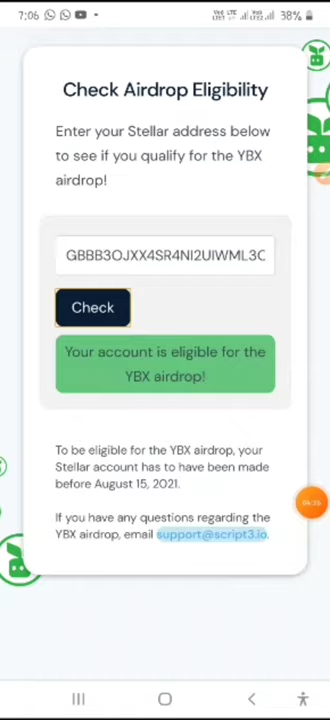 7:06
38%
Check Airdrop Eligibility
Enter your Stellar address below
to see if you qualify for the YBX
airdrop!
GBBB3OJXX4SR4NI2UIWML3C
Check
Your account is eligible for the
YBX airdrop!
To be eligible for the YBX airdrop, your
Stellar account has to have been made
before August 15, 2021.
If you have any questions regarding the
YBX airdrop, email support@script3.io.